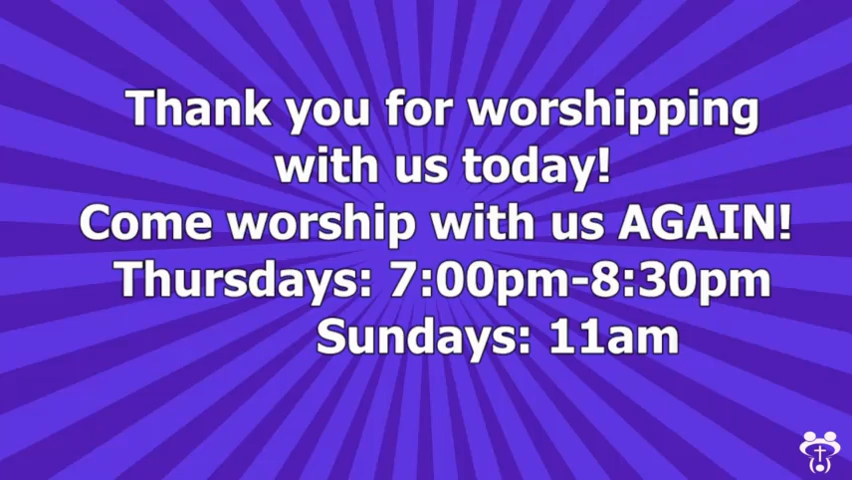 Thank you for worshipping
with us today!
Come worship with us AGAIN!
Thursdays: 7:00pm-8:30pm
Sundays: 11am